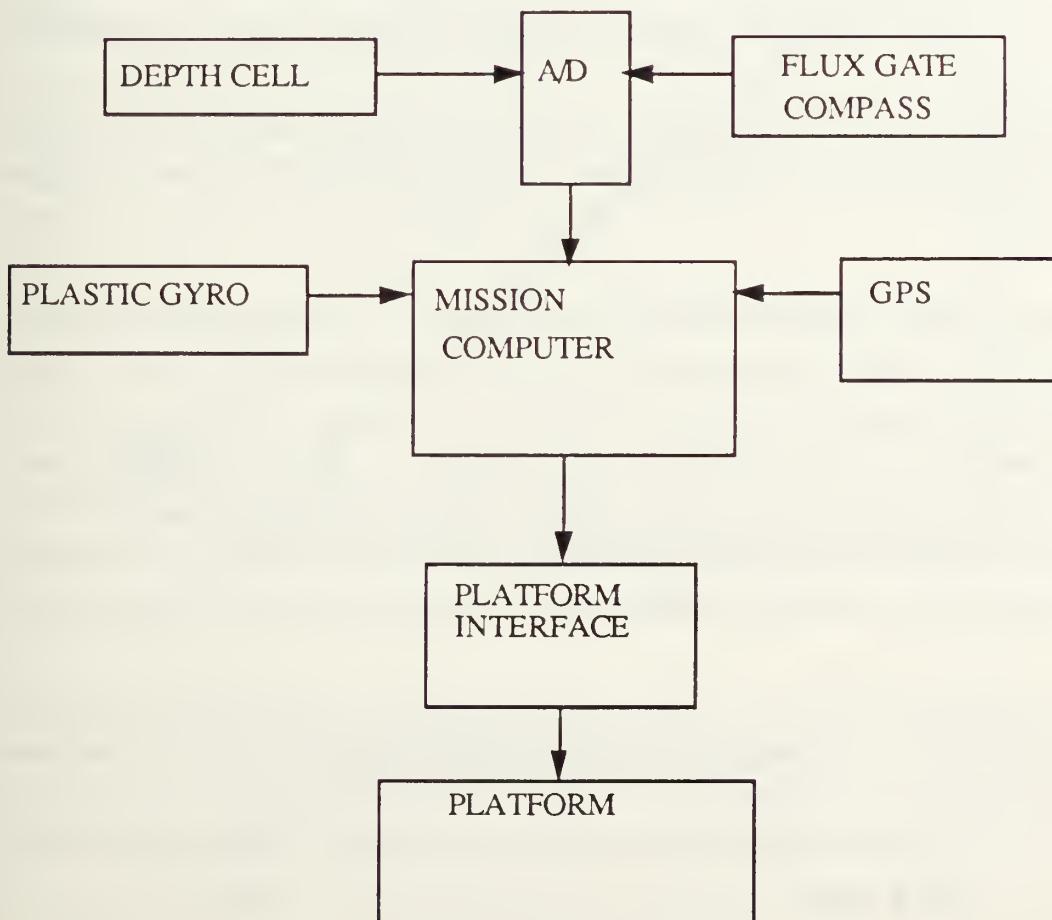 DEPTH CELL
A/D
FLUX GATE
COMPASS
PLASTIC GYRO
MISSION
COMPUTER
GPS
PLATFORM
INTERFACE
PLATFORM